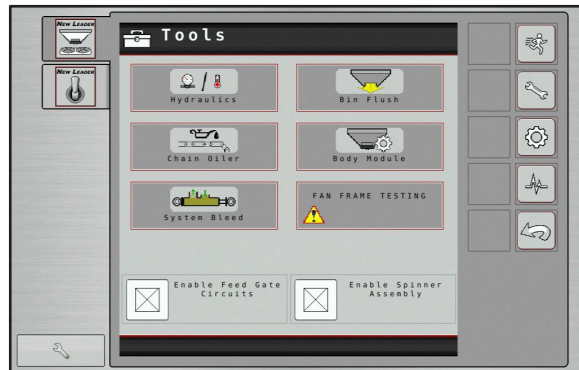 NEW LEADER
NEW LEADER
Tools
Hydraulics
Bin Flush
Chain Oiler
Body Module
System Bleed
FAN FRAME TESTING
Enable Feed Gate
Circuits
Enable Spinner
Assembly